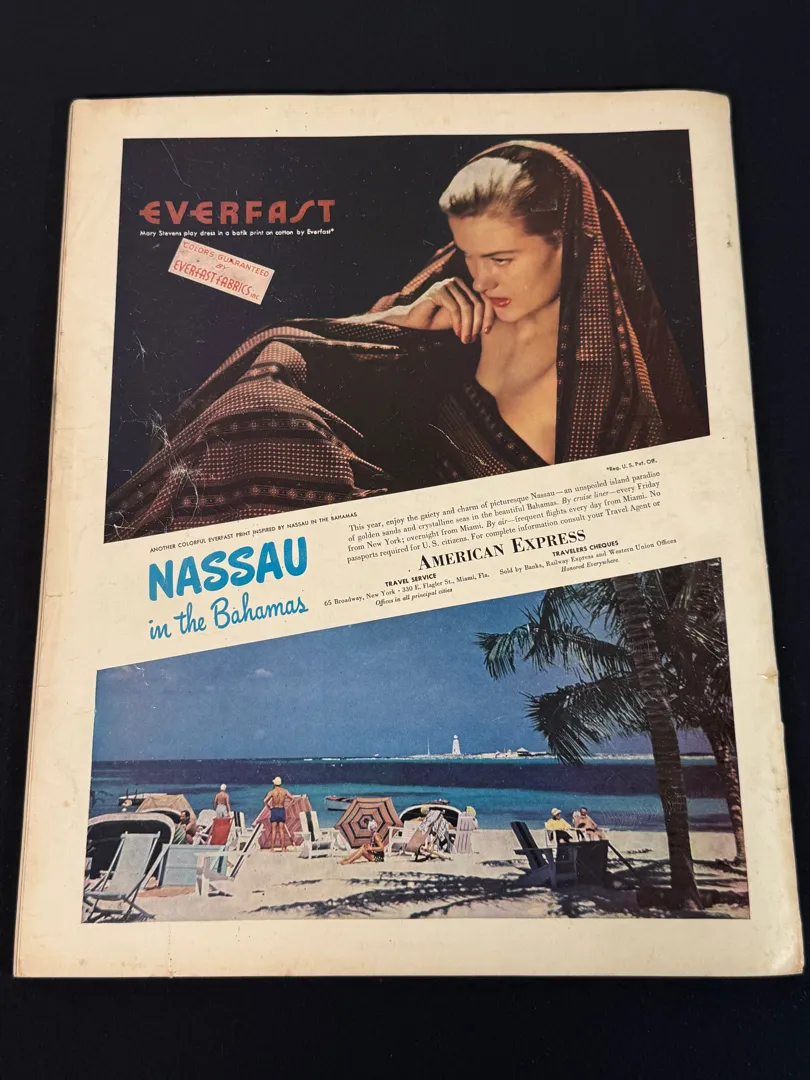 EVERFAST
Mary Stevens play dress in a batik print on cotton by Everfast*
COLORS GUARANTEED
BY
EVERFAST FABRICS INC.
*Reg. U. S. Pat. Off.
ANOTHER COLORFUL EVERFAST PRINT INSPIRED BY NASSAU IN THE BAHAMAS
NASSAU
in the Bahamas
This year, enjoy the gaiety and charm of picturesque Nassau—an unspoiled island paradise
of golden sands and crystalline seas in the beautiful Bahamas. By cruise liner—every Friday
from New York; overnight from Miami. By air—frequent flights every day from Miami. No
passports required for U. S. citizens. For complete information consult your Travel Agent or
AMERICAN EXPRESS
TRAVEL SERVICE
65 Broadway, New York • 330 E. Flagler St., Miami, Fla.
Offices in all principal cities
TRAVELERS CHEQUES
Sold by Banks, Railway Express and Western Union Offices
Honored Everywhere